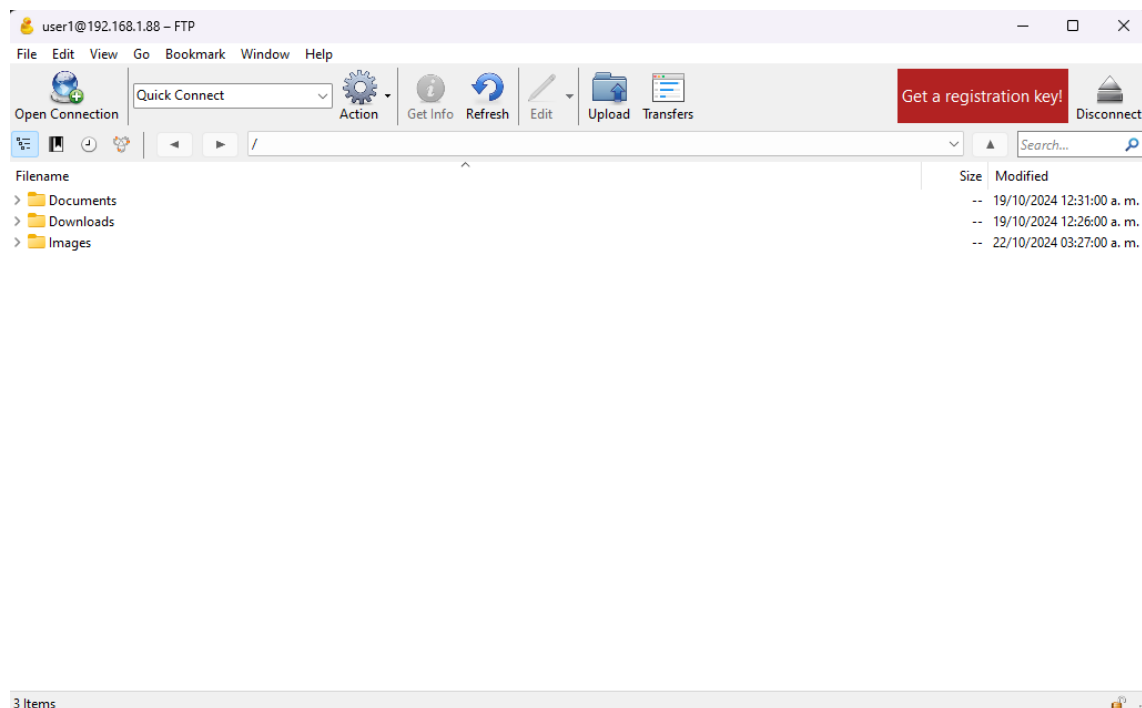 user1@192.168.1.88 – FTP
File Edit View Go Bookmark Window Help
Open Connection
Quick Connect
Action
Get Info
Refresh
Edit
Upload
Transfers
Get a registration key!
Disconnect
/
Search...
Filename Size Modified
Documents -- 19/10/2024 12:31:00 a. m.
Downloads -- 19/10/2024 12:26:00 a. m.
Images -- 22/10/2024 03:27:00 a. m.
3 Items